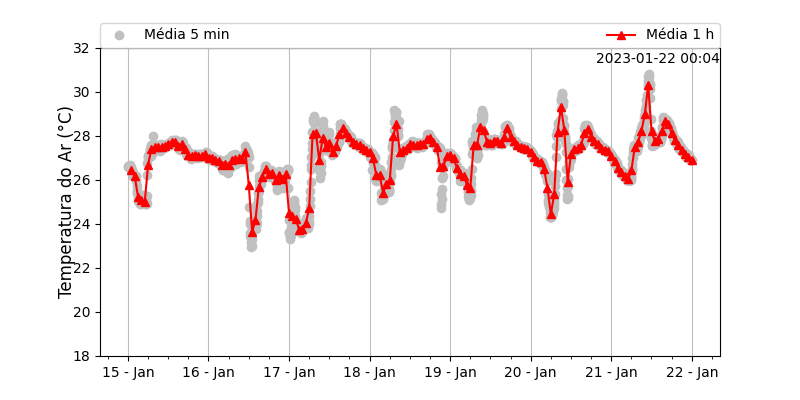 Média 5 min
Média 1 h
2023-01-22 00:04
Temperatura do Ar (°C)
32
30
28
26
24
22
20
18
15 - Jan
16 - Jan
17 - Jan
18 - Jan
19 - Jan
20 - Jan
21 - Jan
22 - Jan